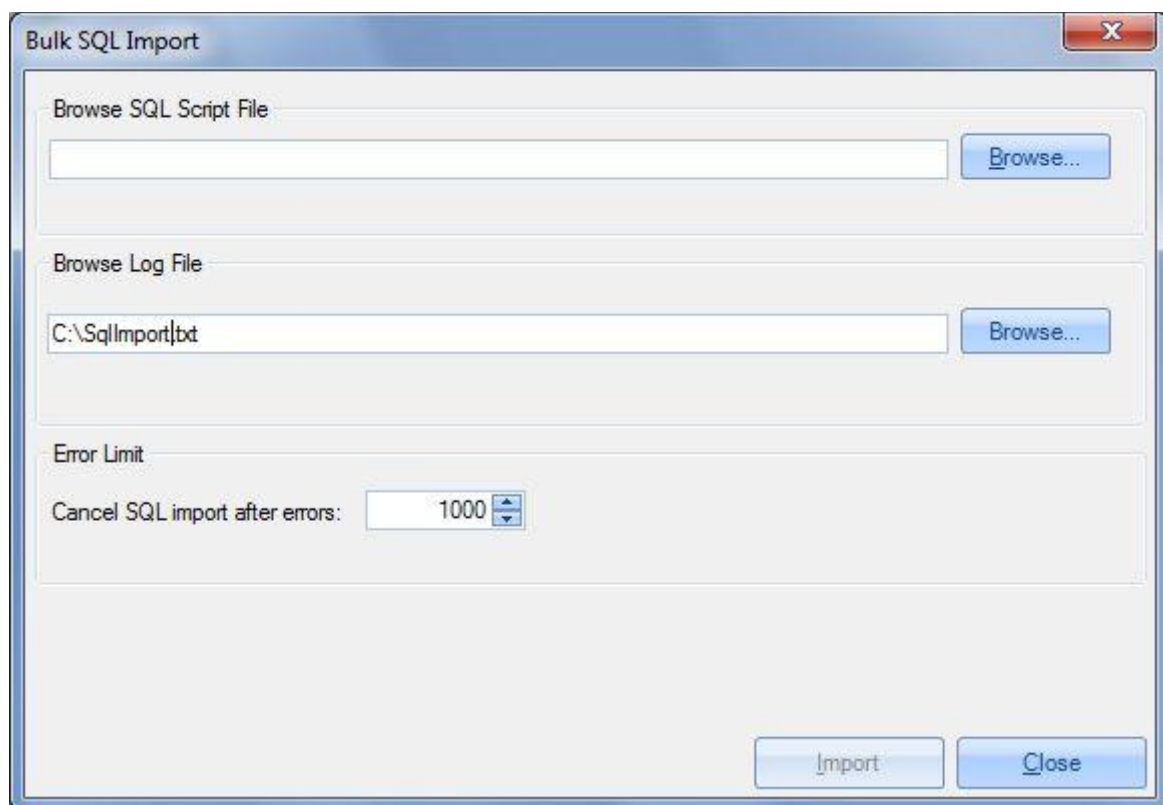 Bulk SQL Import
Browse SQL Script File
Browse...
Browse Log File
C:\SqlImport.txt
Browse...
Error Limit
Cancel SQL import after errors: 1000
Import Close